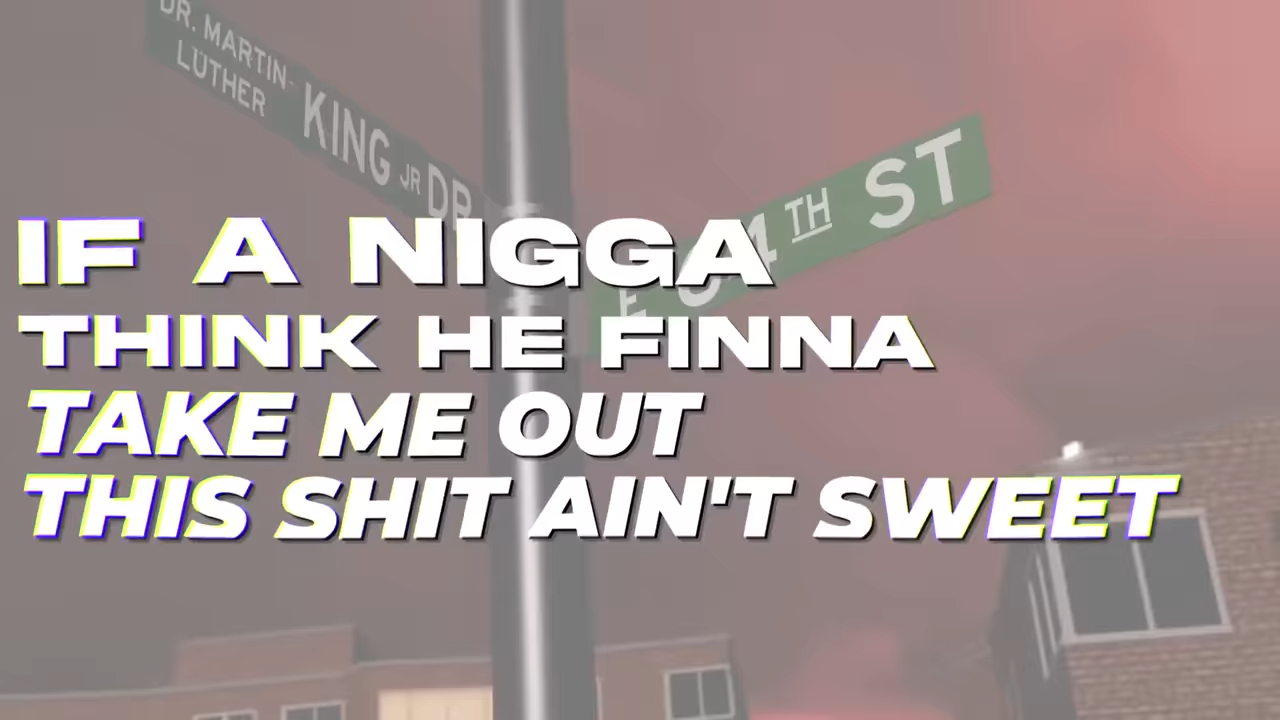 DR. MARTIN
LUTHER
KING JR DR
E 64TH ST
IF A NIGGA
THINK HE FINNA
TAKE ME OUT
THIS SHIT AIN'T SWEET